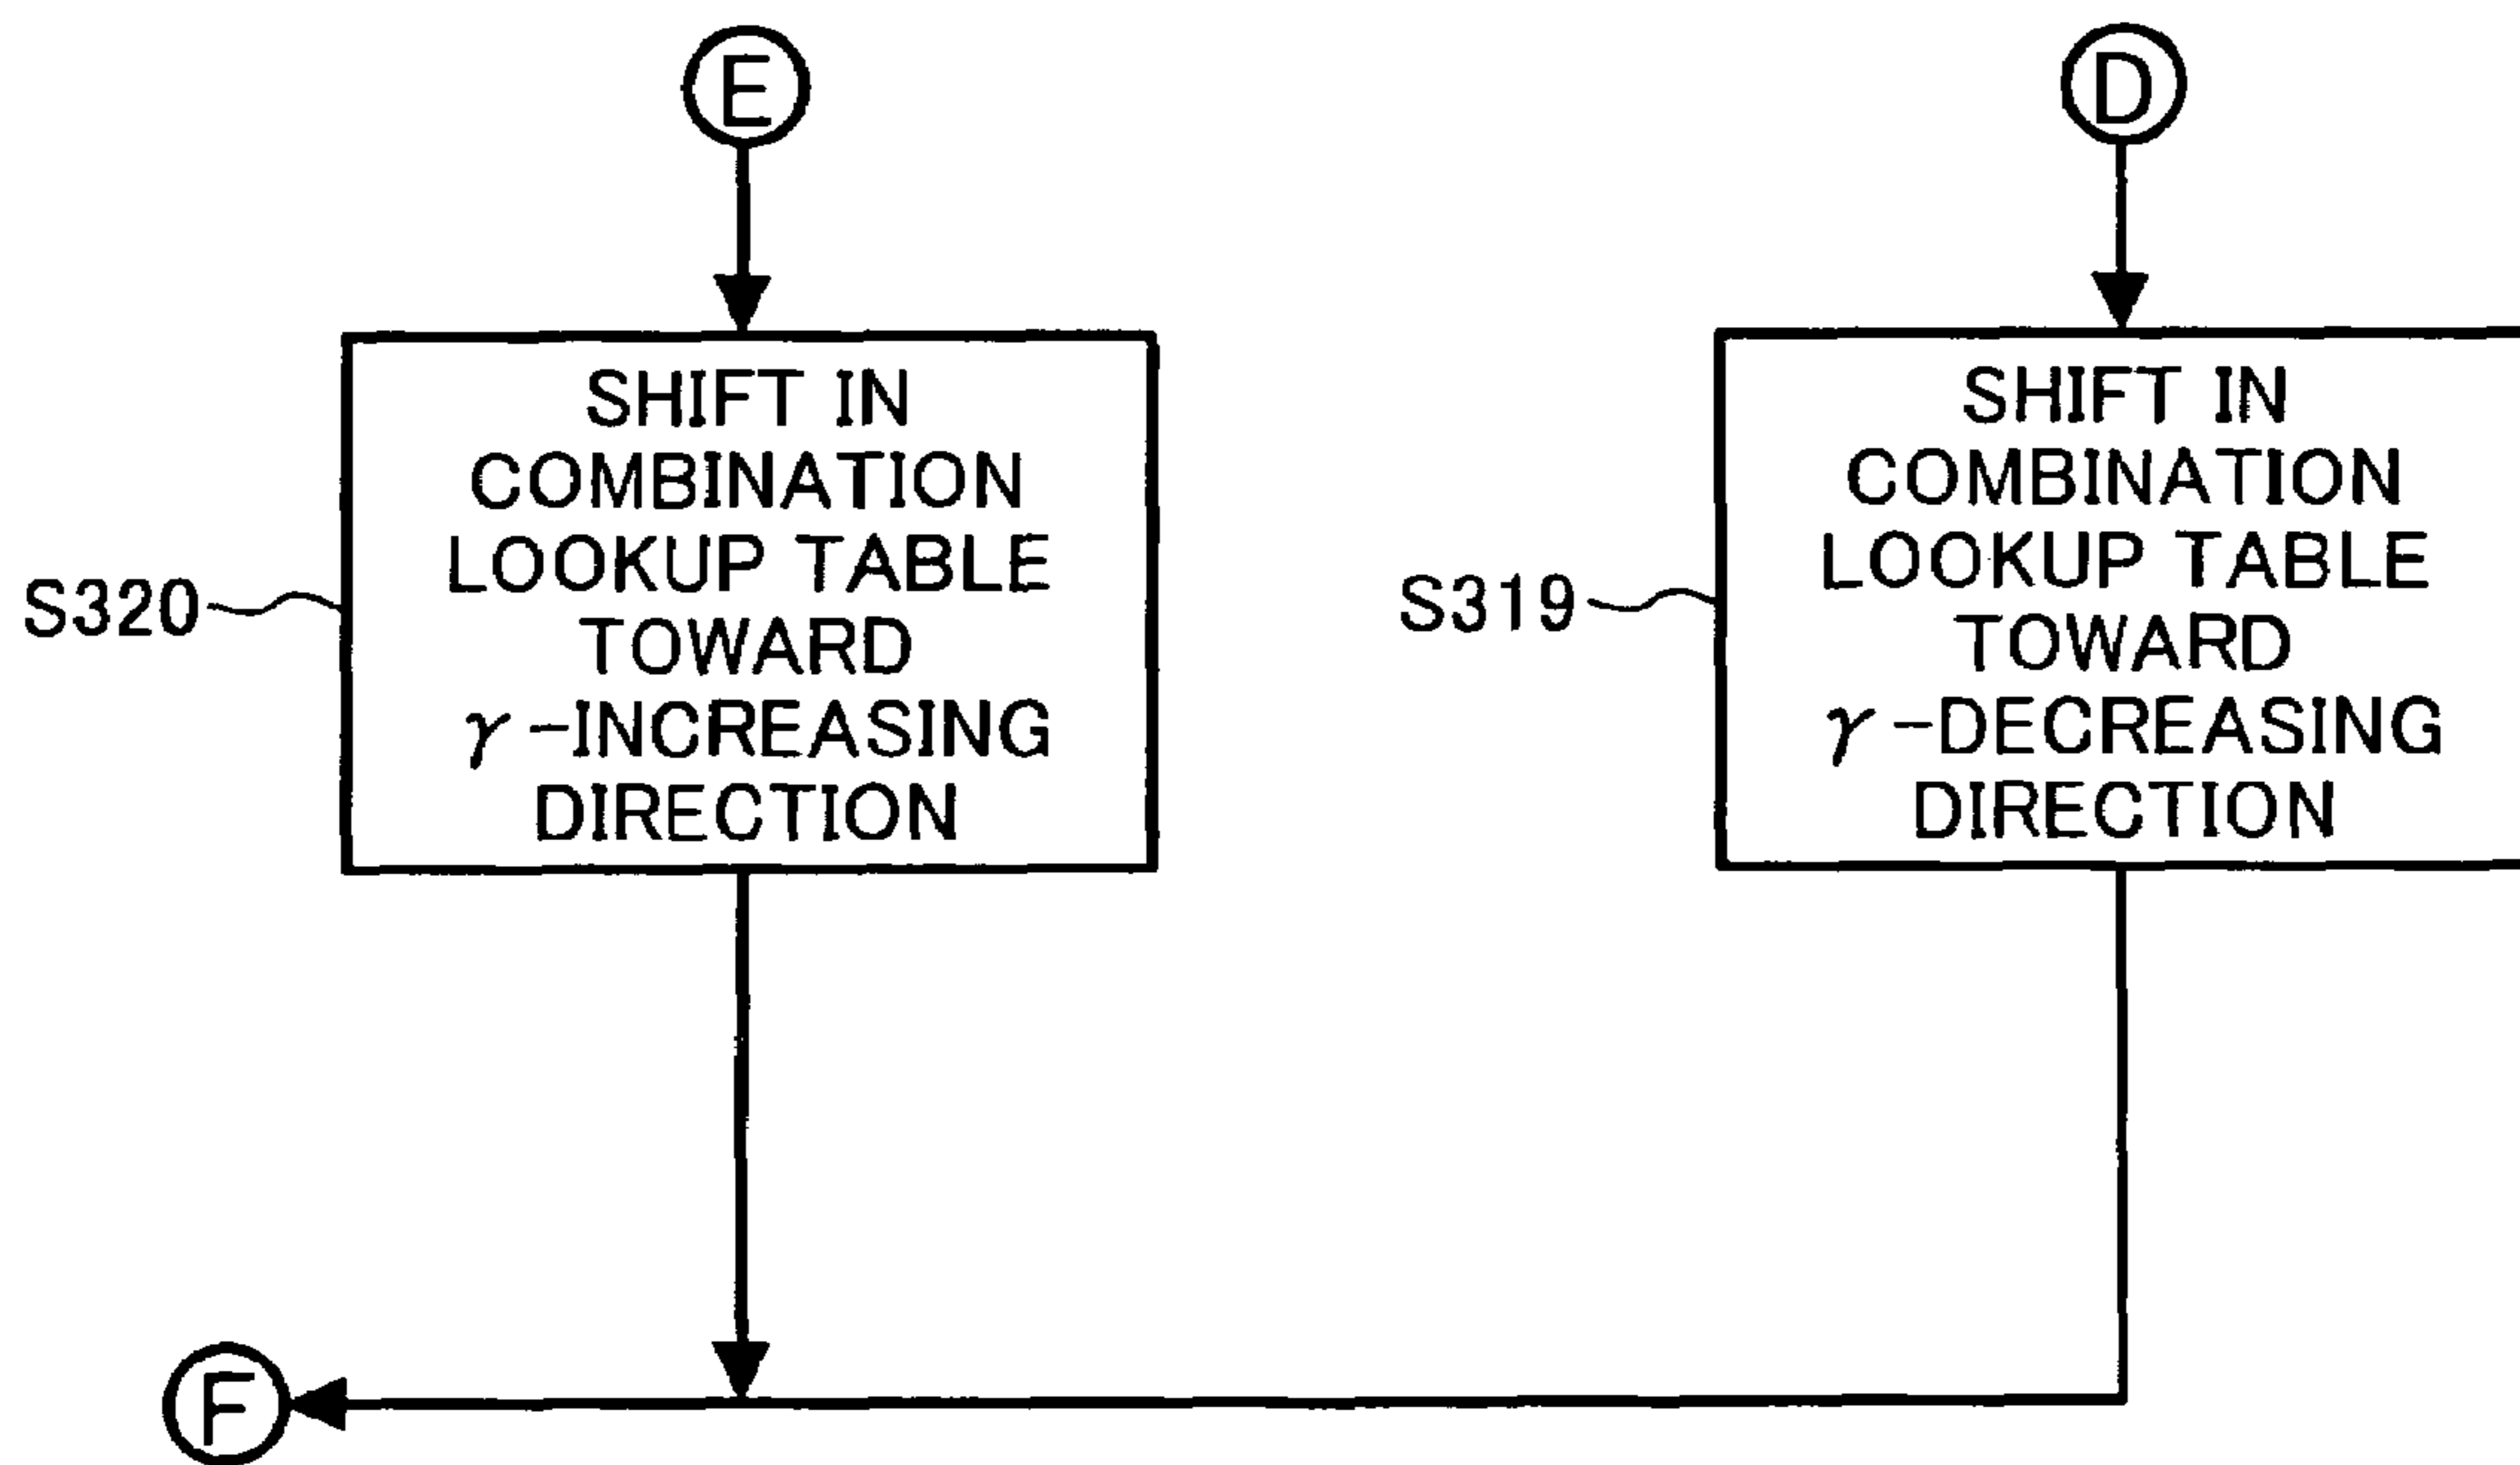 E
SHIFT IN
COMBINATION
LOOKUP TABLE
TOWARD
γ-INCREASING
DIRECTION
S320
D
SHIFT IN
COMBINATION
LOOKUP TABLE
TOWARD
γ-DECREASING
DIRECTION
S319
F